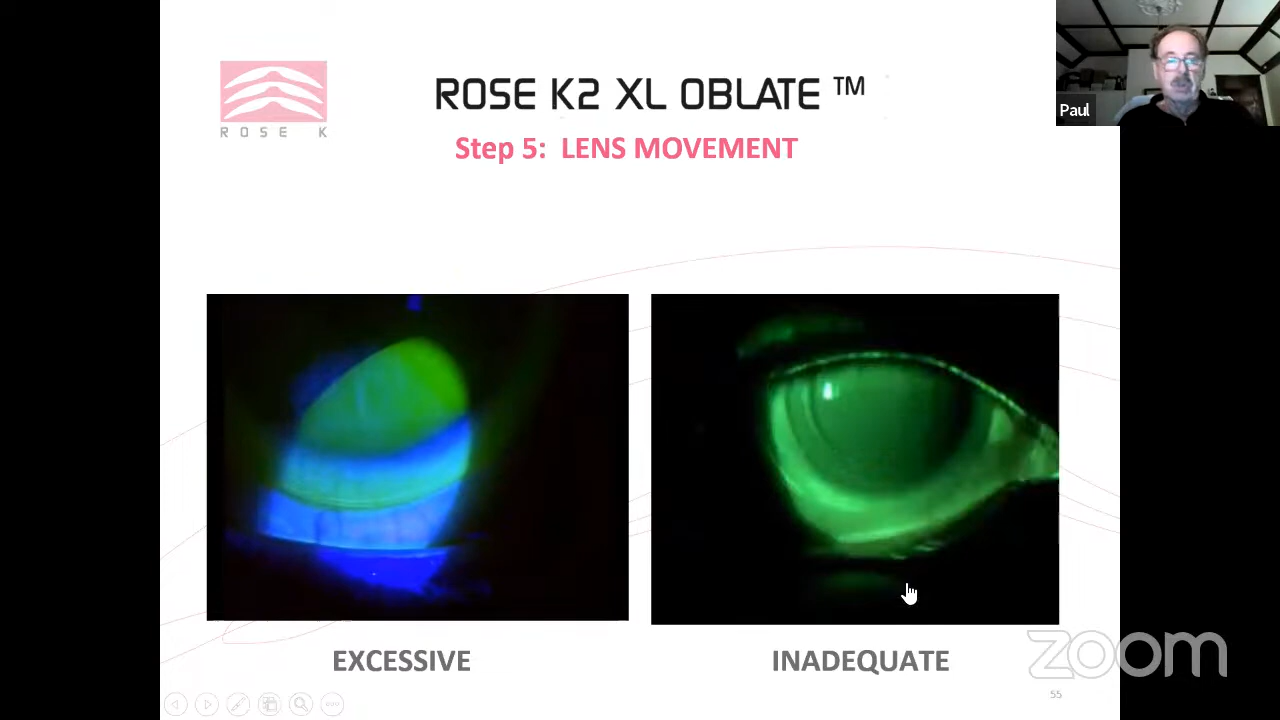 ROSE K
ROSE K2 XL OBLATE ™
Step 5: LENS MOVEMENT
Paul
EXCESSIVE
INADEQUATE
zoom
55